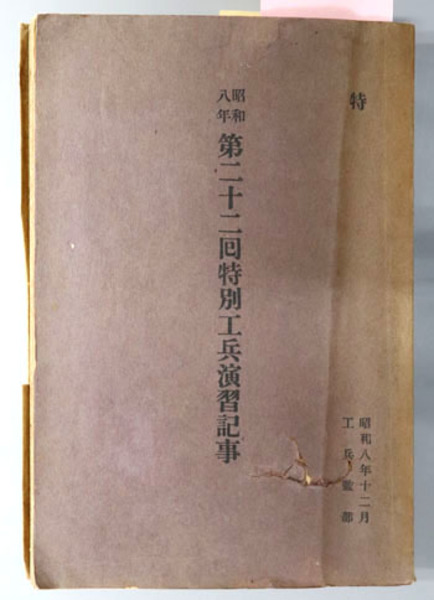 特
昭和
八年
第二十二回特別工兵演習記事
昭和八年十二月
工兵監部